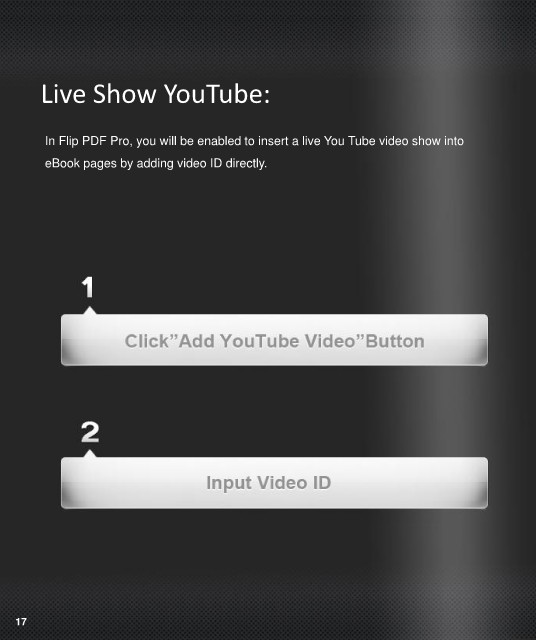 Live Show YouTube:
In Flip PDF Pro, you will be enabled to insert a live You Tube video show into
eBook pages by adding video ID directly.
1
Click”Add YouTube Video”Button
2
Input Video ID
17